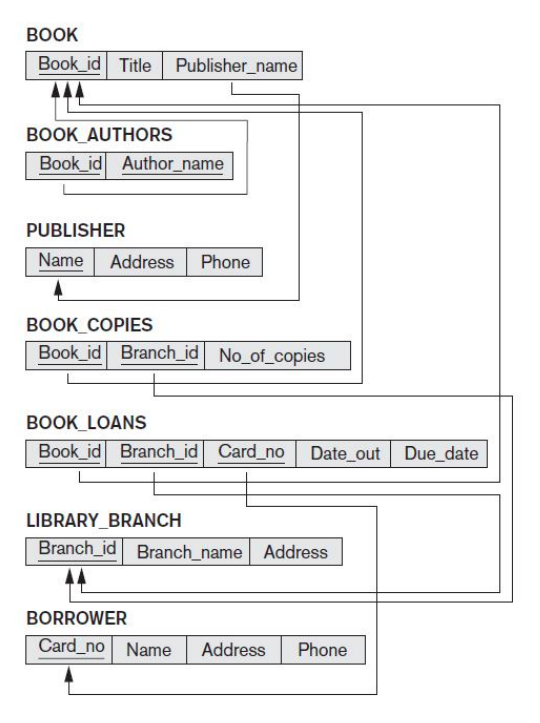 BOOK
Book_id Title Publisher_name
BOOK_AUTHORS
Book_id Author_name
PUBLISHER
Name Address Phone
BOOK_COPIES
Book_id Branch_id No_of_copies
BOOK_LOANS
Book_id Branch_id Card_no Date_out Due_date
LIBRARY_BRANCH
Branch_id Branch_name Address
BORROWER
Card_no Name Address Phone